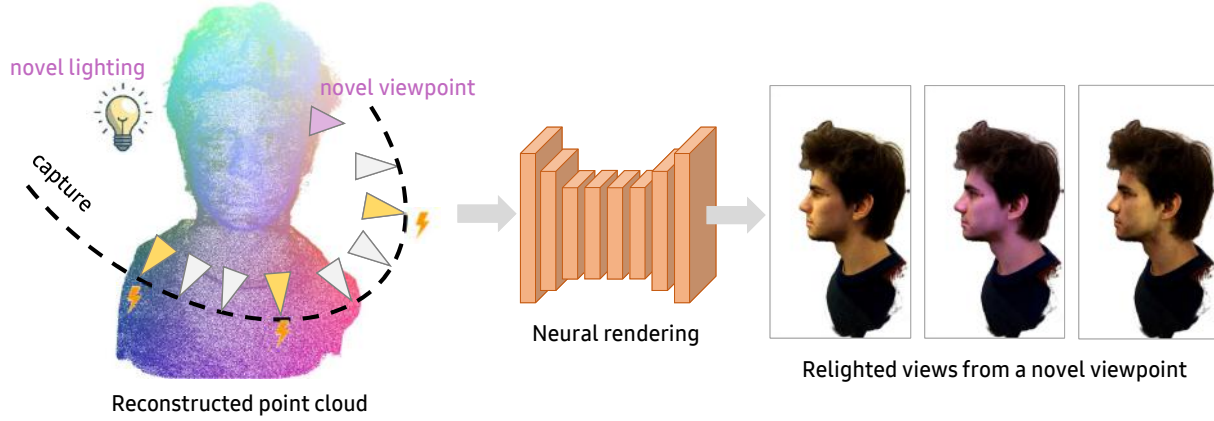 novel lighting
novel viewpoint
capture
Reconstructed point cloud
Neural rendering
Relighted views from a novel viewpoint